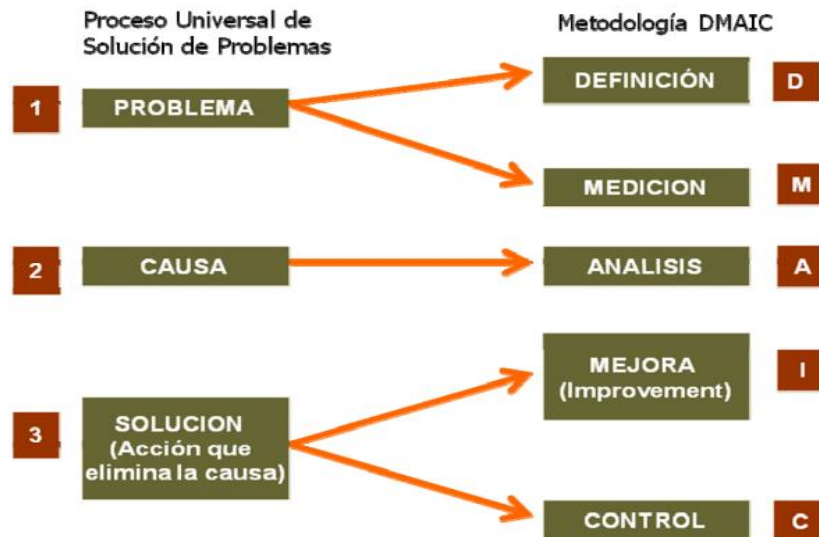 Proceso Universal de
Solución de Problemas
Metodología DMAIC
1
PROBLEMA
DEFINICIÓN
D
MEDICION
M
2
CAUSA
ANALISIS
A
3
SOLUCION
(Acción que
elimina la causa)
MEJORA
(Improvement)
I
CONTROL
C